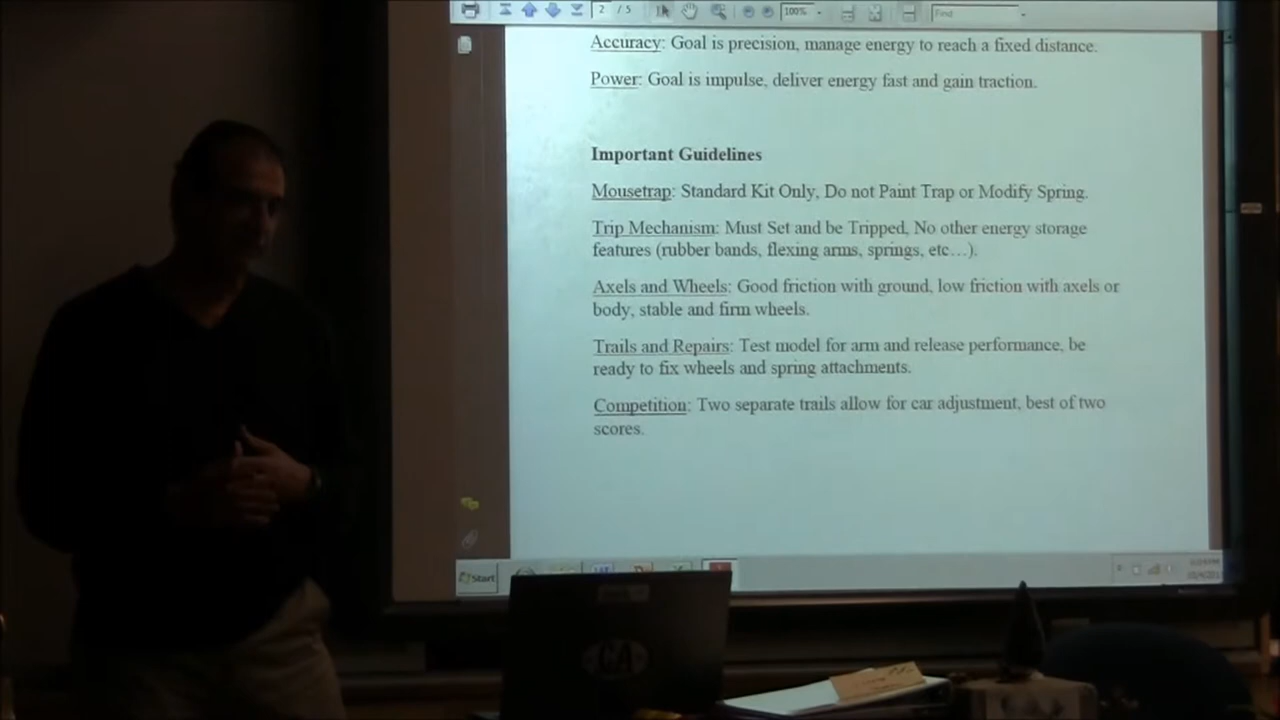 2 / 5 100% Find
Accuracy: Goal is precision, manage energy to reach a fixed distance.
Power: Goal is impulse, deliver energy fast and gain traction.
Important Guidelines
Mousetrap: Standard Kit Only, Do not Paint Trap or Modify Spring.
Trip Mechanism: Must Set and be Tripped, No other energy storage
features (rubber bands, flexing arms, springs, etc…).
Axels and Wheels: Good friction with ground, low friction with axels or
body, stable and firm wheels.
Trails and Repairs: Test model for arm and release performance, be
ready to fix wheels and spring attachments.
Competition: Two separate trails allow for car adjustment, best of two
scores.
Start
CA